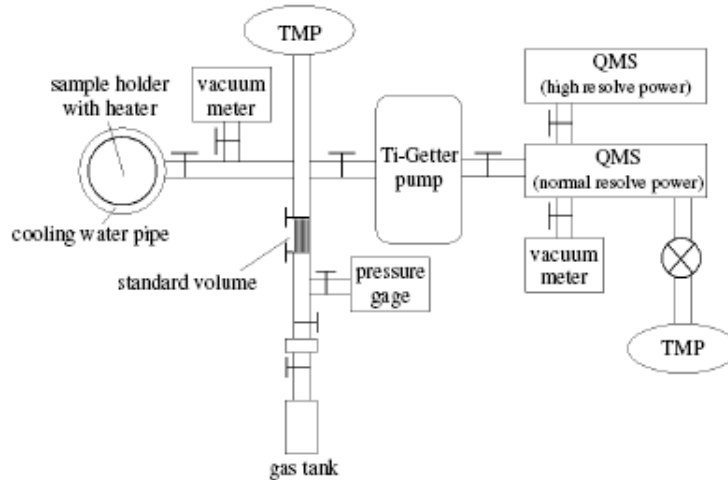 TMP
sample holder
with heater
vacuum
meter
QMS
(high resolve power)
Ti-Getter
pump
QMS
(normal resolve power)
cooling water pipe
standard volume
pressure
gage
vacuum
meter
TMP
gas tank